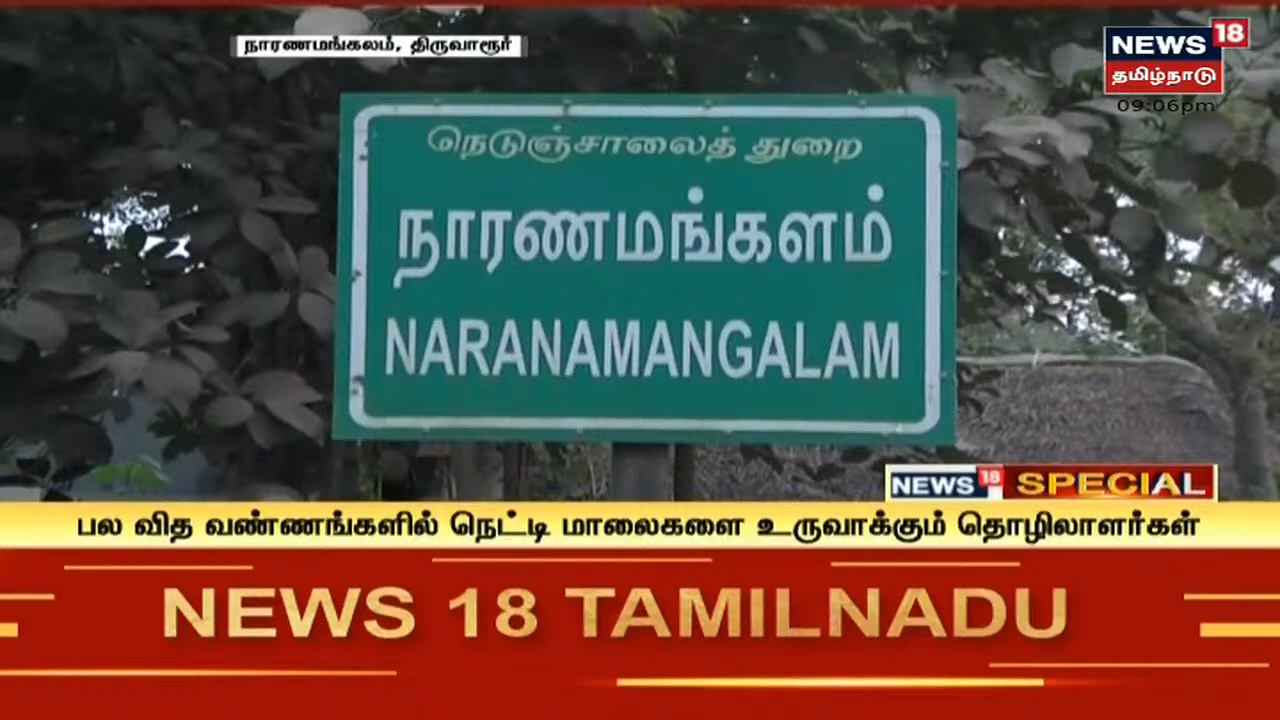 நாரணமங்கலம், திருவாரூர்
NEWS 18
தமிழ்நாடு
09:06pm
நெடுஞ்சாலைத் துறை
நாரணமங்களம்
NARANAMANGALAM
NEWS 18 SPECIAL
பல வித வண்ணங்களில் நெட்டி மாலைகளை உருவாக்கும் தொழிலாளர்கள்
NEWS 18 TAMILNADU